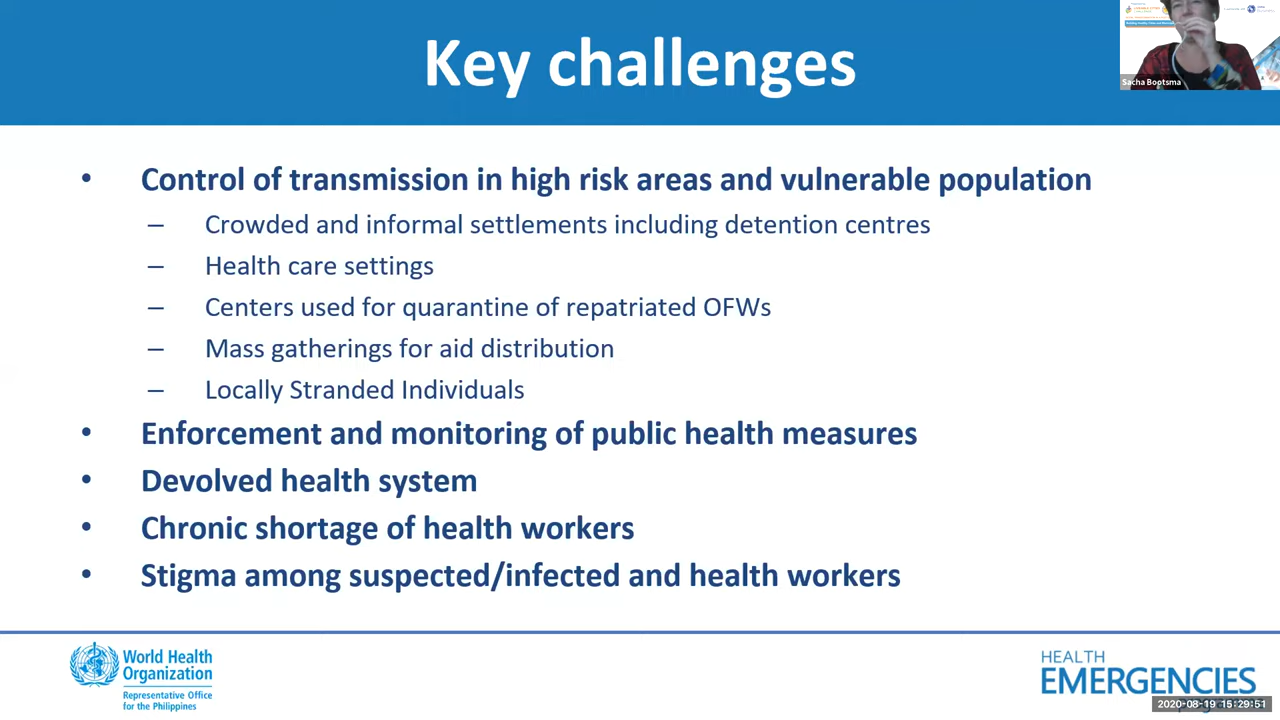 Key challenges
Sacha Bootsma
• Control of transmission in high risk areas and vulnerable population
– Crowded and informal settlements including detention centres
– Health care settings
– Centers used for quarantine of repatriated OFWs
– Mass gatherings for aid distribution
– Locally Stranded Individuals
• Enforcement and monitoring of public health measures
• Devolved health system
• Chronic shortage of health workers
• Stigma among suspected/infected and health workers
World Health
Organization
Representative Office
for the Philippines
HEALTH
EMERGENCIES
2020-08-19 15:29:51